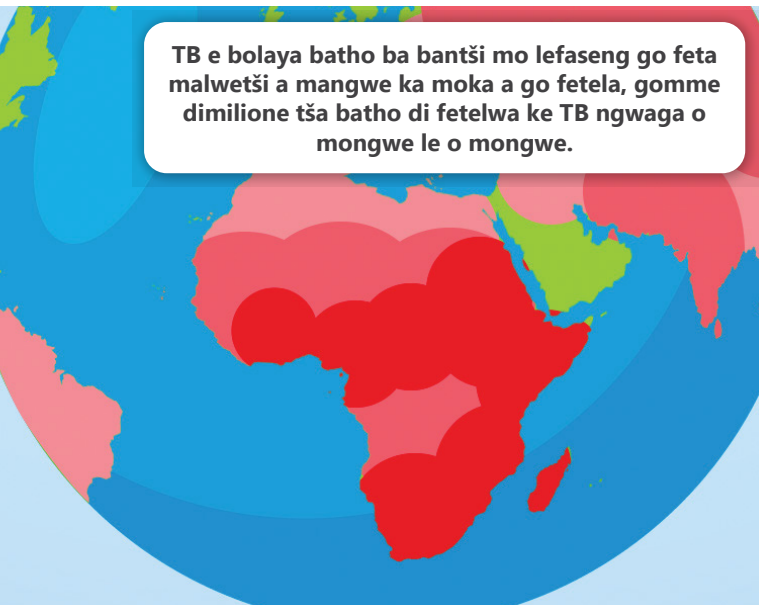 TB e bolaya batho ba bantši mo lefaseng go feta
malwetši a mangwe ka moka a go fetela, gomme
dimilione tša batho di fetelwa ke TB ngwaga o
mongwe le o mongwe.